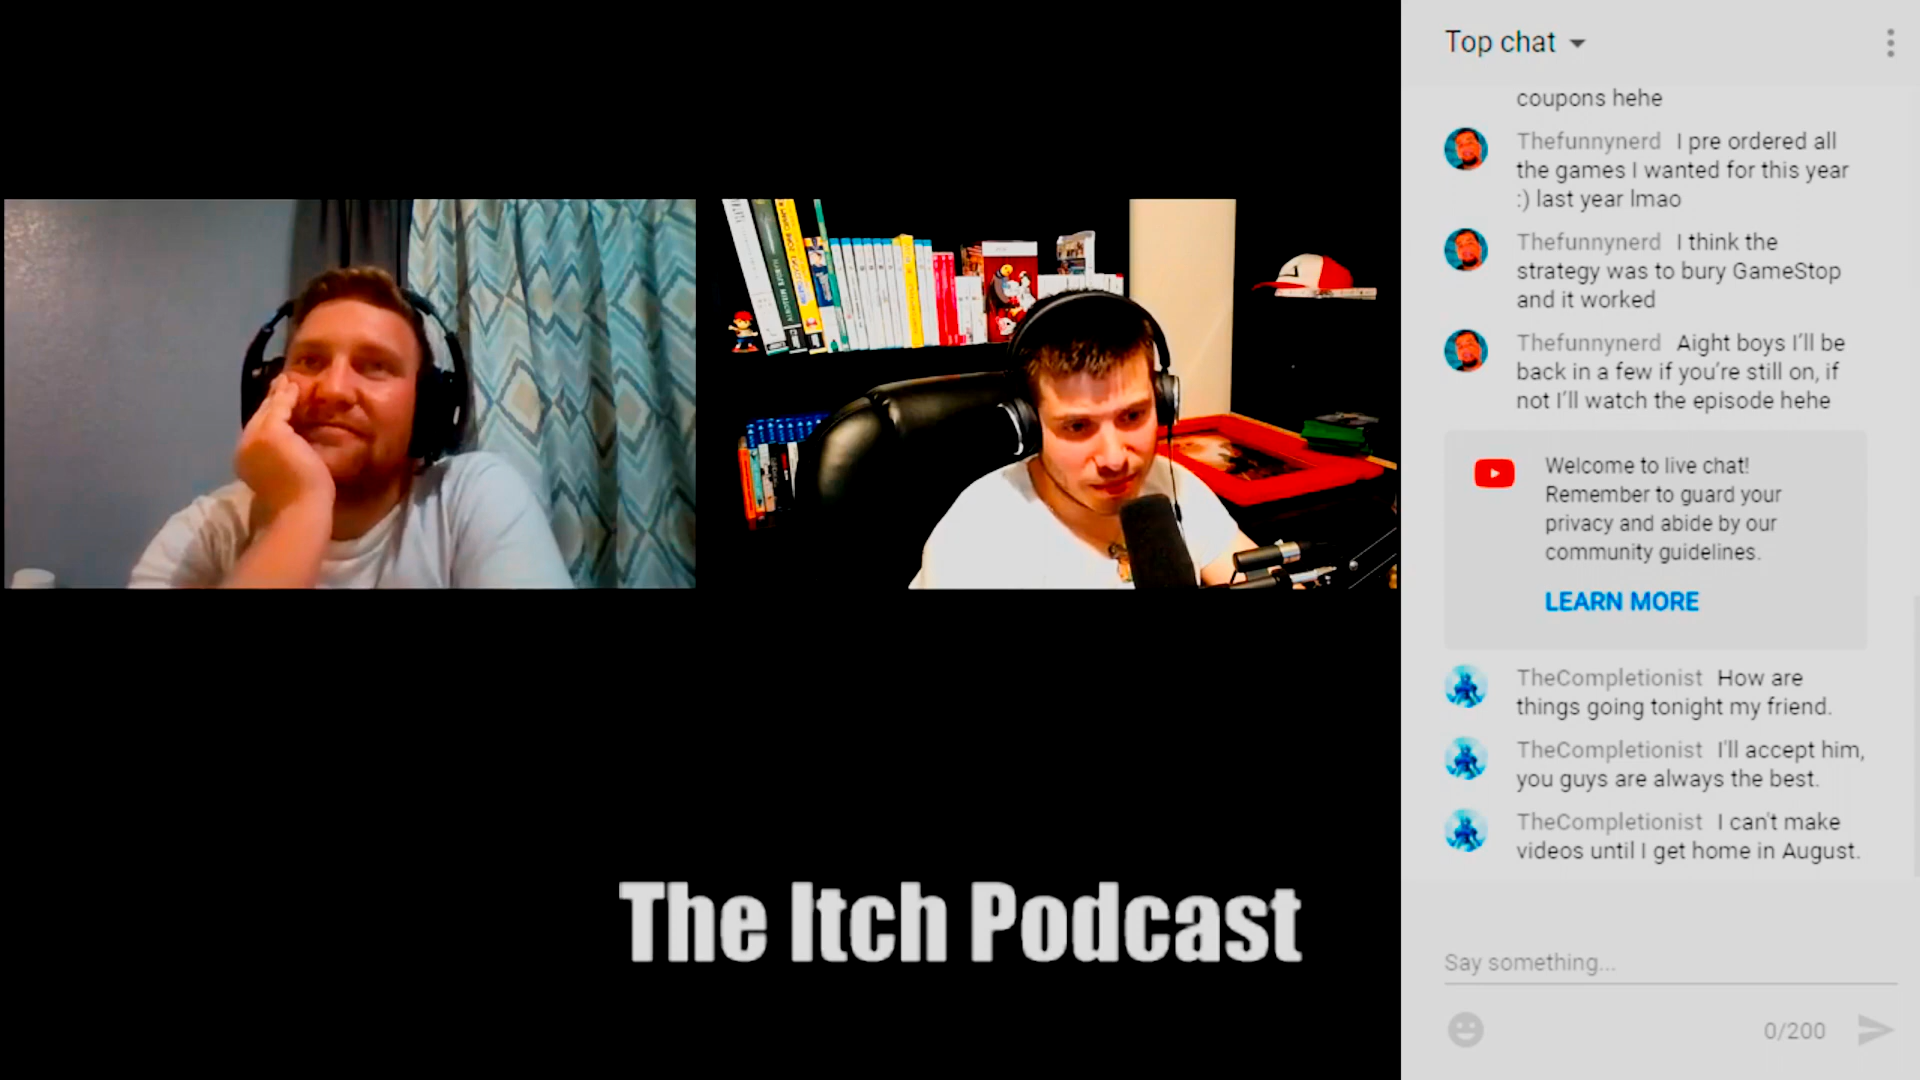 Top chat
coupons hehe
Thefunnynerd I pre ordered all
the games I wanted for this year
:) last year lmao
Thefunnynerd I think the
strategy was to bury GameStop
and it worked
Thefunnynerd Aight boys I'll be
back in a few if you're still on, if
not I'll watch the episode hehe
Welcome to live chat!
Remember to guard your
privacy and abide by our
community guidelines.
LEARN MORE
TheCompletionist How are
things going tonight my friend.
TheCompletionist I'll accept him,
you guys are always the best.
TheCompletionist I can't make
videos until I get home in August.
The Itch Podcast
Say something...
0/200